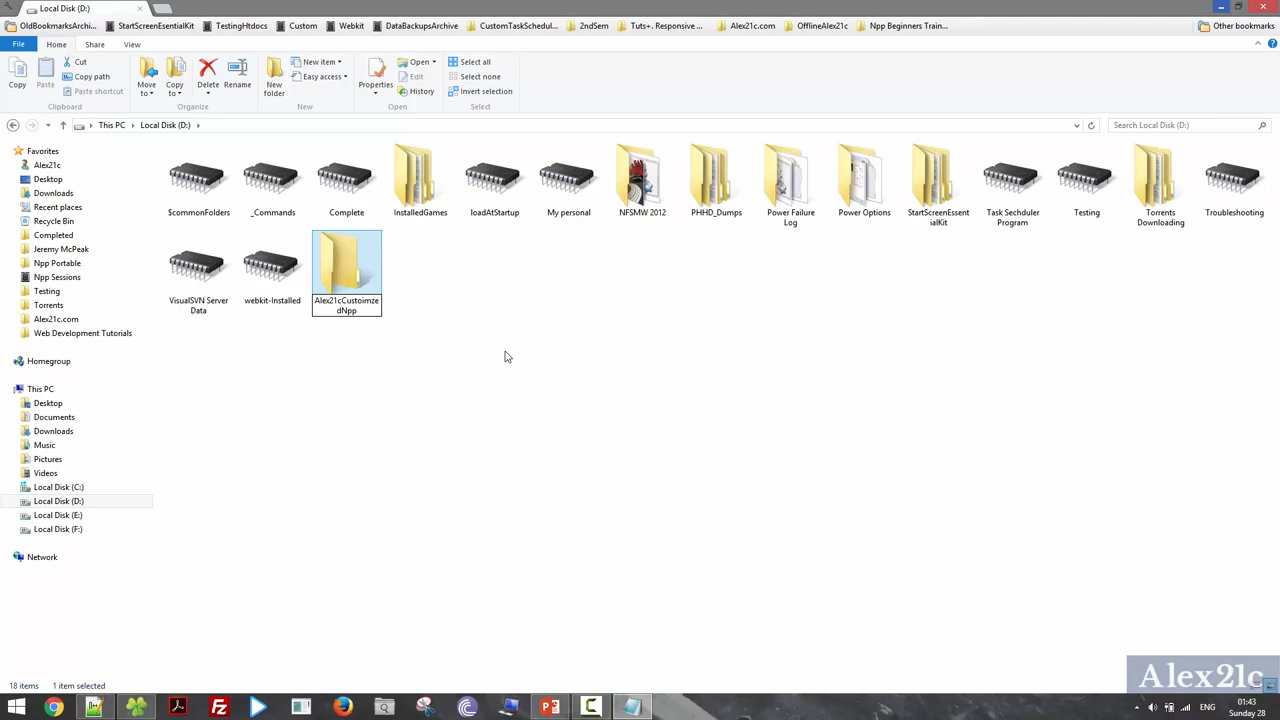 Local Disk (D:)
OldBookmarksArchi...
StartScreenEsentialKit
TestingHtdocs
Custom
Webkit
DataBackupsArchive
CustomTaskSchedul...
2ndSem
Tuts+. Responsive ...
Alex21c.com
OfflineAlex21c
Npp Beginners Train...
Other bookmarks
File
Home
Share
View
Copy
Paste
Cut
Copy path
Paste shortcut
Clipboard
Move
to
Copy
to
Delete
Rename
Organize
New
folder
New item
Easy access
New
Properties
Open
Edit
History
Open
Select all
Select none
Invert selection
Select
This PC
Local Disk (D:)
Search Local Disk (D:)
Favorites
Alex21c
Desktop
Downloads
Recent places
Recycle Bin
Completed
Jeremy McPeak
Npp Portable
Npp Sessions
Testing
Torrents
Alex21c.com
Web Development Tutorials
Homegroup
This PC
Desktop
Documents
Downloads
Music
Pictures
Videos
Local Disk (C:)
Local Disk (D:)
Local Disk (E:)
Local Disk (F:)
Network
$commonFolders
_Commands
Complete
InstalledGames
loadAtStartup
My personal
NFSMW 2012
PHHD_Dumps
Power Failure
Log
Power Options
StartScreenEssent
ialKit
Task Sechduler
Program
Testing
Torrents
Downloading
Troubleshooting
VisualSVN Server
Data
webkit-Installed
Alex21cCustoimze
dNpp
18 items
1 item selected
Alex21c
ENG
01:43
Sunday 28